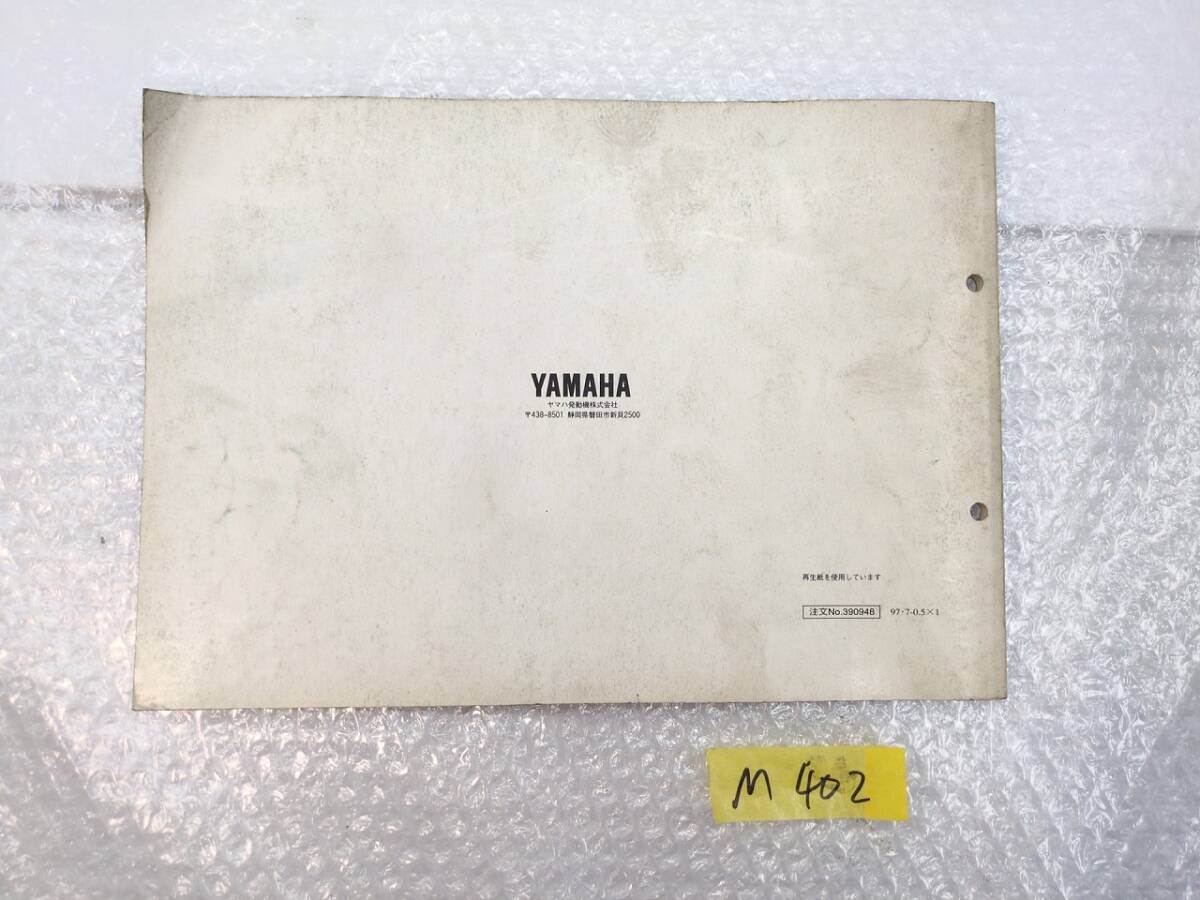 YAMAHA
ヤマハ発動機株式会社
〒438-8501 静岡県磐田市新貝2500
再生紙を使用しています
注文No.390948 97・7-0.5×1
M 402